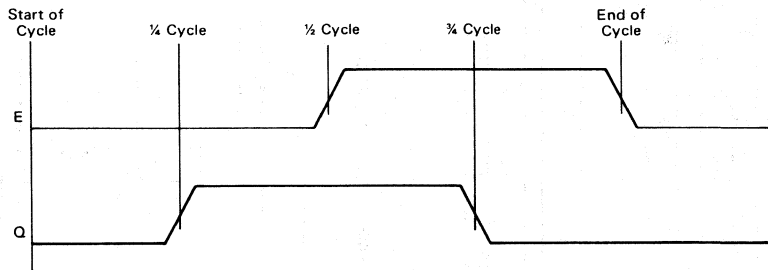 Start of
Cycle
¼ Cycle
½ Cycle
¾ Cycle
End of
Cycle
E
Q